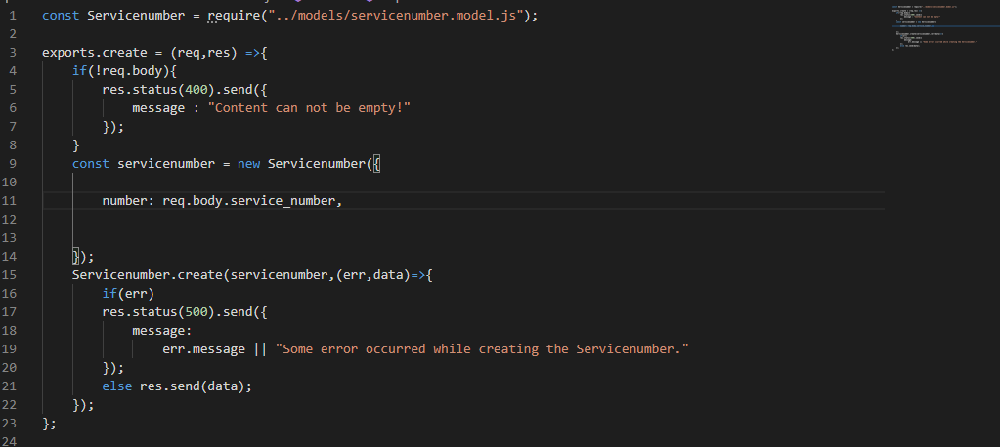 1 const Servicenumber = require("../models/servicenumber.model.js");
2
3 exports.create = (req,res) =>{
4     if(!req.body){
5         res.status(400).send({
6             message : "Content can not be empty!"
7         });
8     }
9     const servicenumber = new Servicenumber({
10
11         number: req.body.service_number,
12
13
14     });
15     Servicenumber.create(servicenumber,(err,data)=>{
16         if(err)
17         res.status(500).send({
18             message:
19                 err.message || "Some error occurred while creating the Servicenumber."
20         });
21         else res.send(data);
22     });
23 };
24